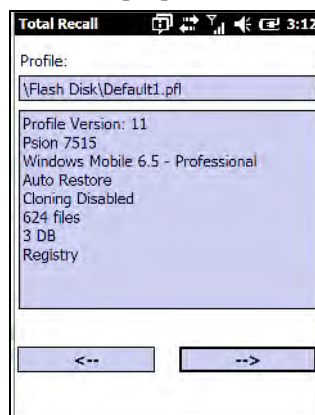 Total Recall 3:12
Profile:
\Flash Disk\Default1.pfl
Profile Version: 11
Psion 7515
Windows Mobile 6.5 - Professional
Auto Restore
Cloning Disabled
624 files
3 DB
Registry
<-- -->